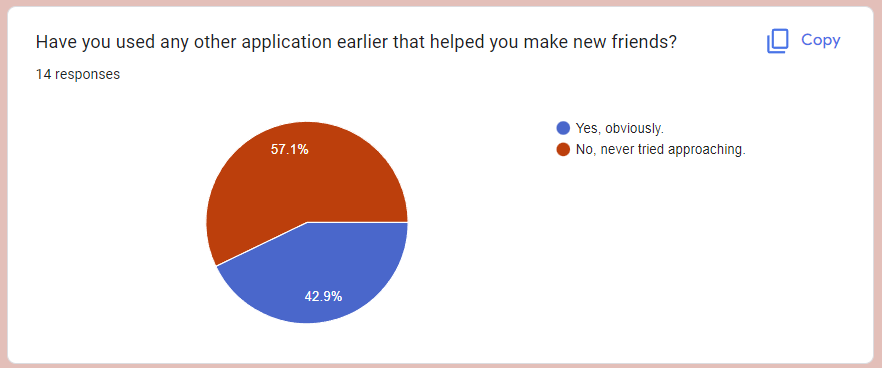 Have you used any other application earlier that helped you make new friends?
Copy
14 responses
57.1%
42.9%
Yes, obviously.
No, never tried approaching.